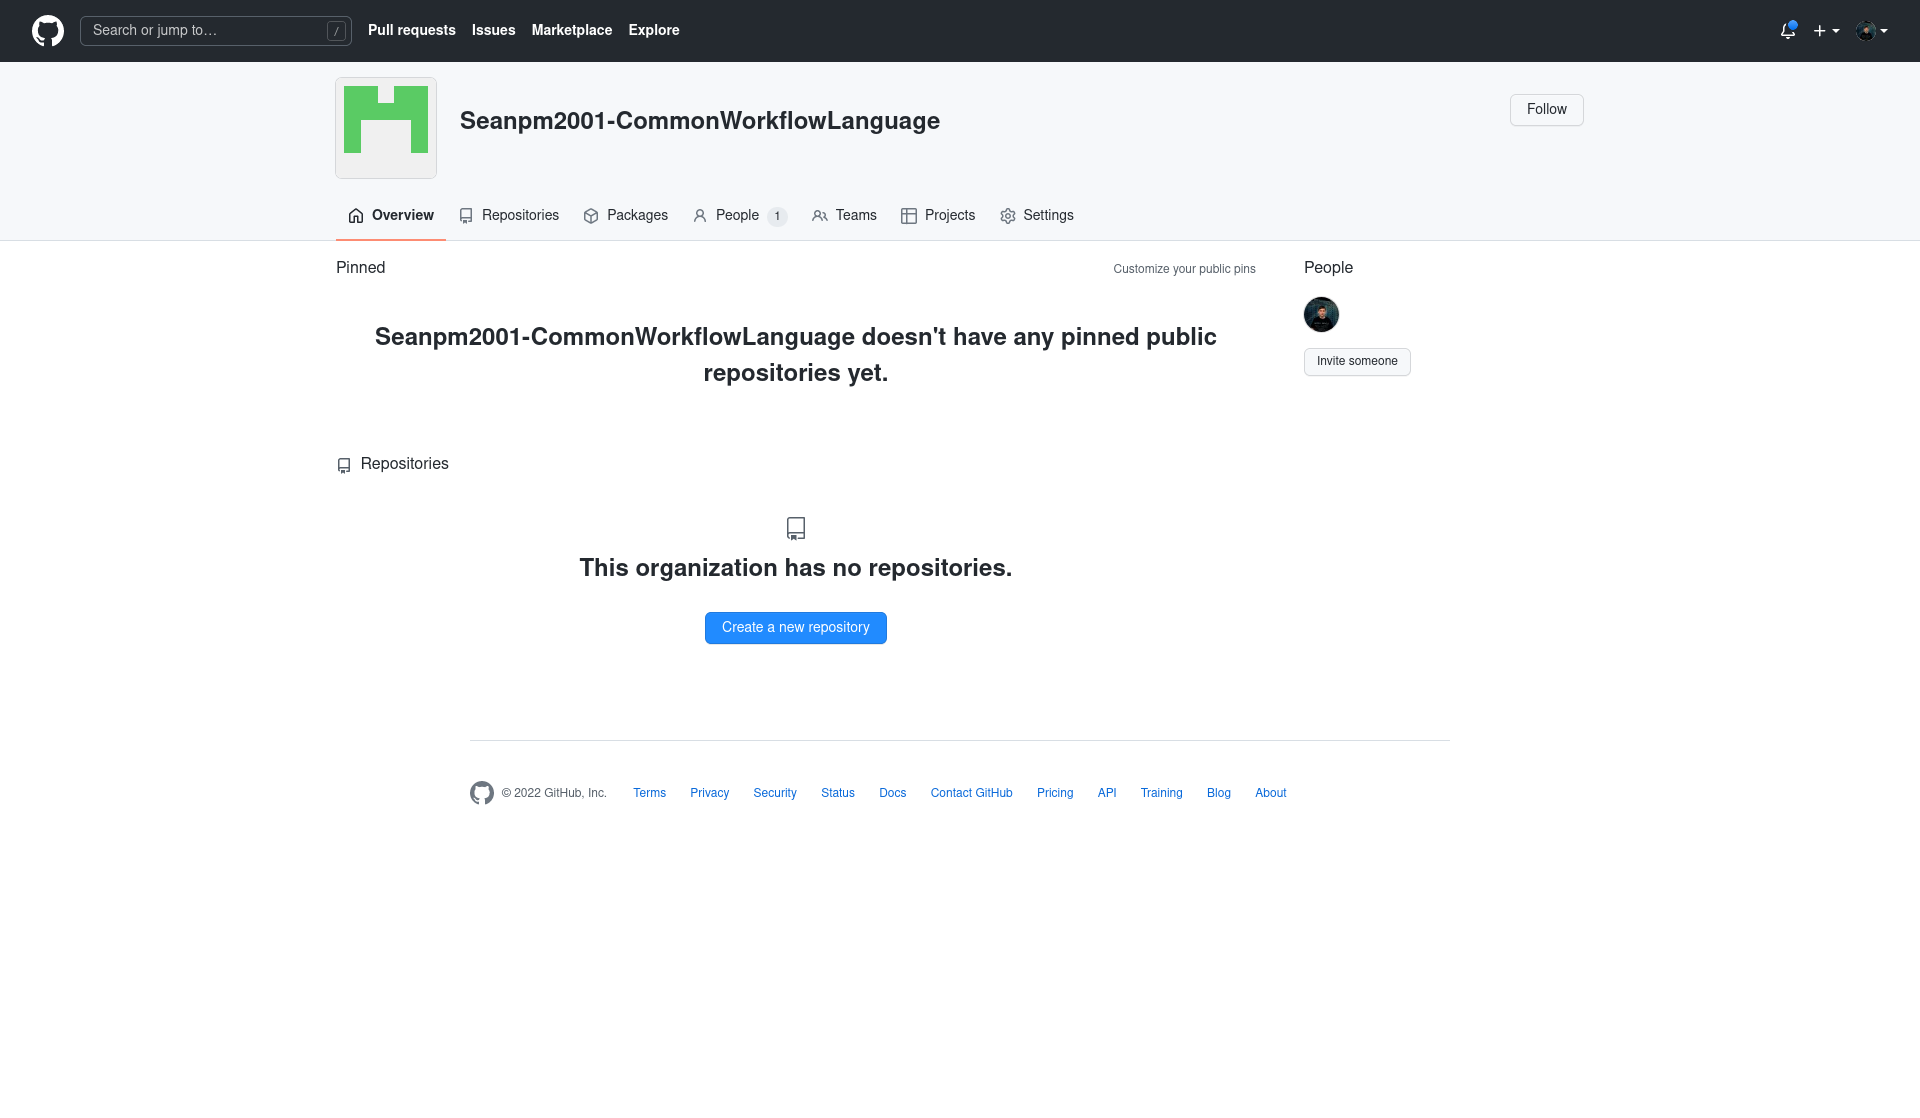 Search or jump to… /
Pull requests
Issues
Marketplace
Explore
Seanpm2001-CommonWorkflowLanguage
Follow
Overview
Repositories
Packages
People 1
Teams
Projects
Settings
Pinned
Customize your public pins
People
Seanpm2001-CommonWorkflowLanguage doesn't have any pinned public
repositories yet.
Invite someone
Repositories
This organization has no repositories.
Create a new repository
© 2022 GitHub, Inc.
Terms
Privacy
Security
Status
Docs
Contact GitHub
Pricing
API
Training
Blog
About